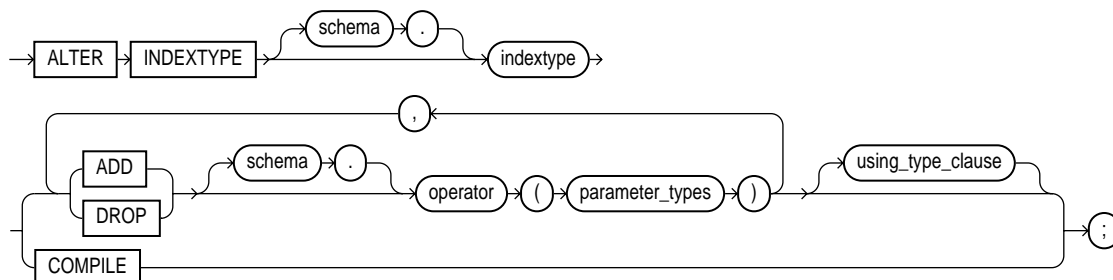 schema .
ALTER INDEXTYPE indextype
,
ADD schema . using_type_clause
operator ( parameter_types )
DROP
;
COMPILE